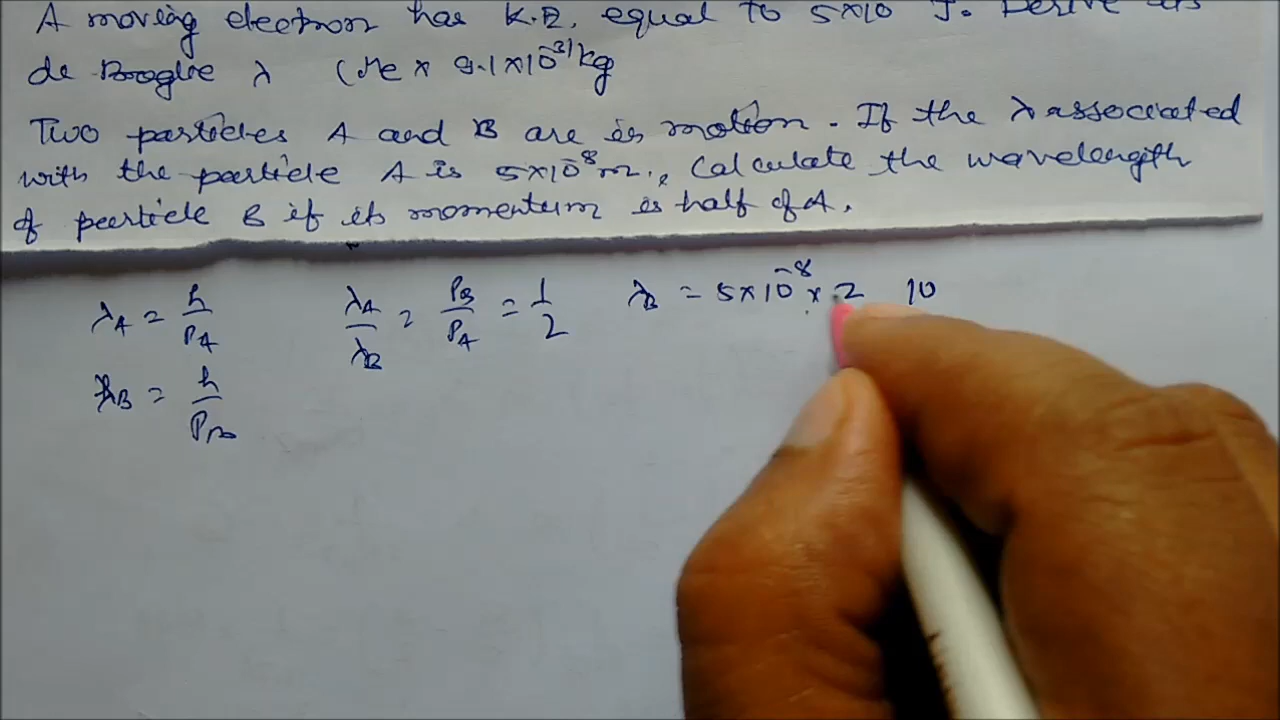 A moving electron has K.E. equal to 5×10 J. Derive its
de Broglie λ (Me × 9.1×10⁻³¹ kg
Two particles A and B are in motion. If the λ associated
with the particle A is 5×10⁻⁸ m., Calculate the wavelength
of particle B if its momentum is half of A.
λA = h/PA λA/λB = PB/PA = 1/2 λB = 5×10⁻⁸ × 2 10
λB = h/PB